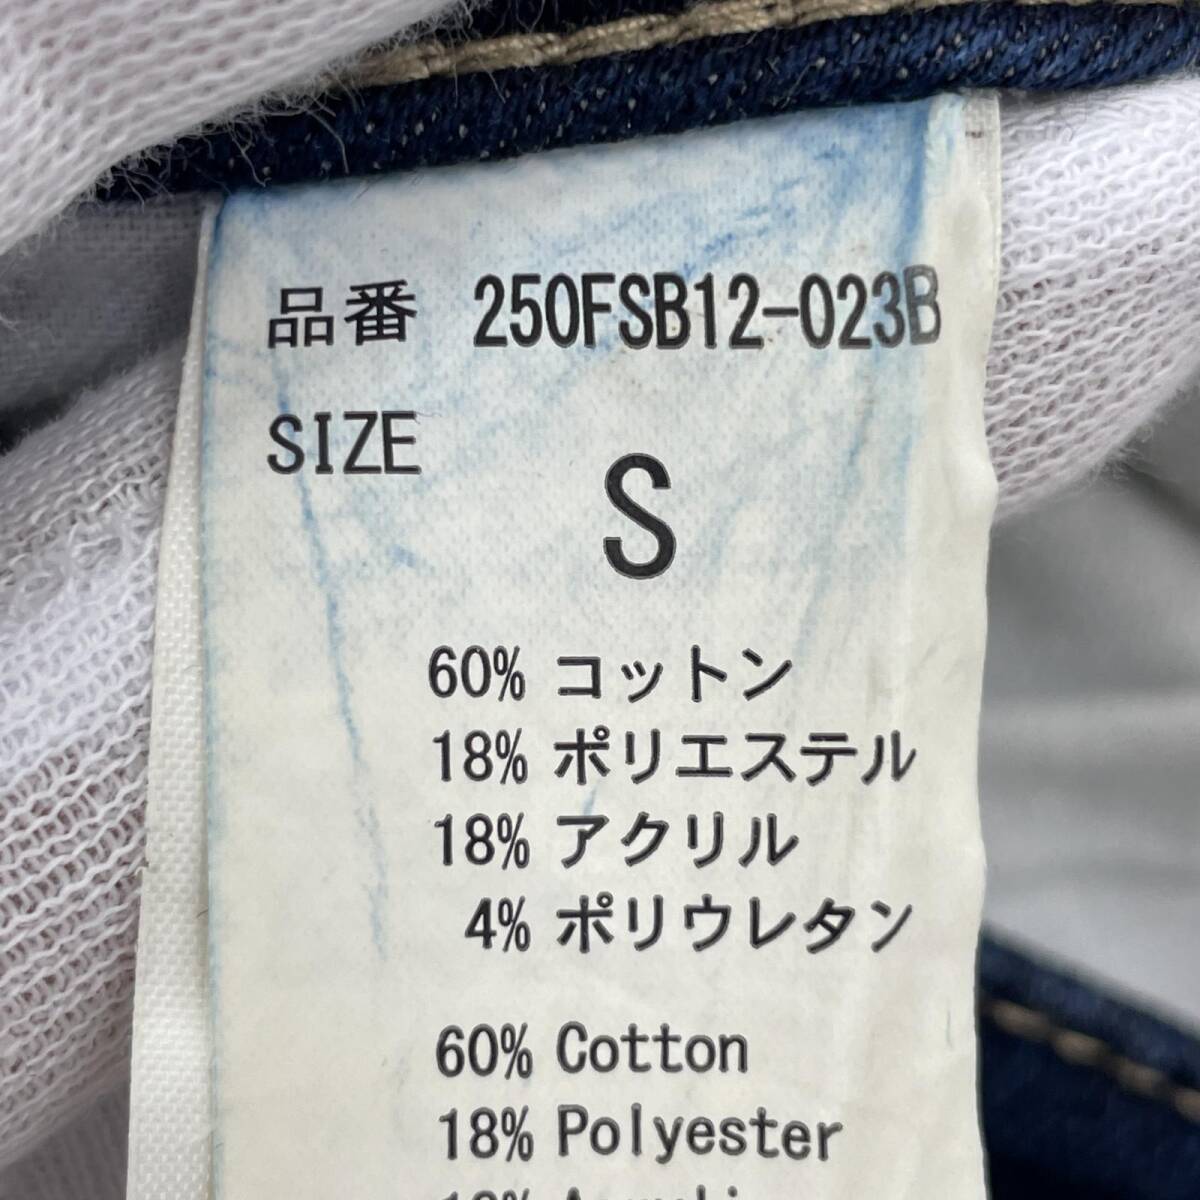 品番 250FSB12-023B
SIZE
S
60% コットン
18% ポリエステル
18% アクリル
4% ポリウレタン
60% Cotton
18% Polyester